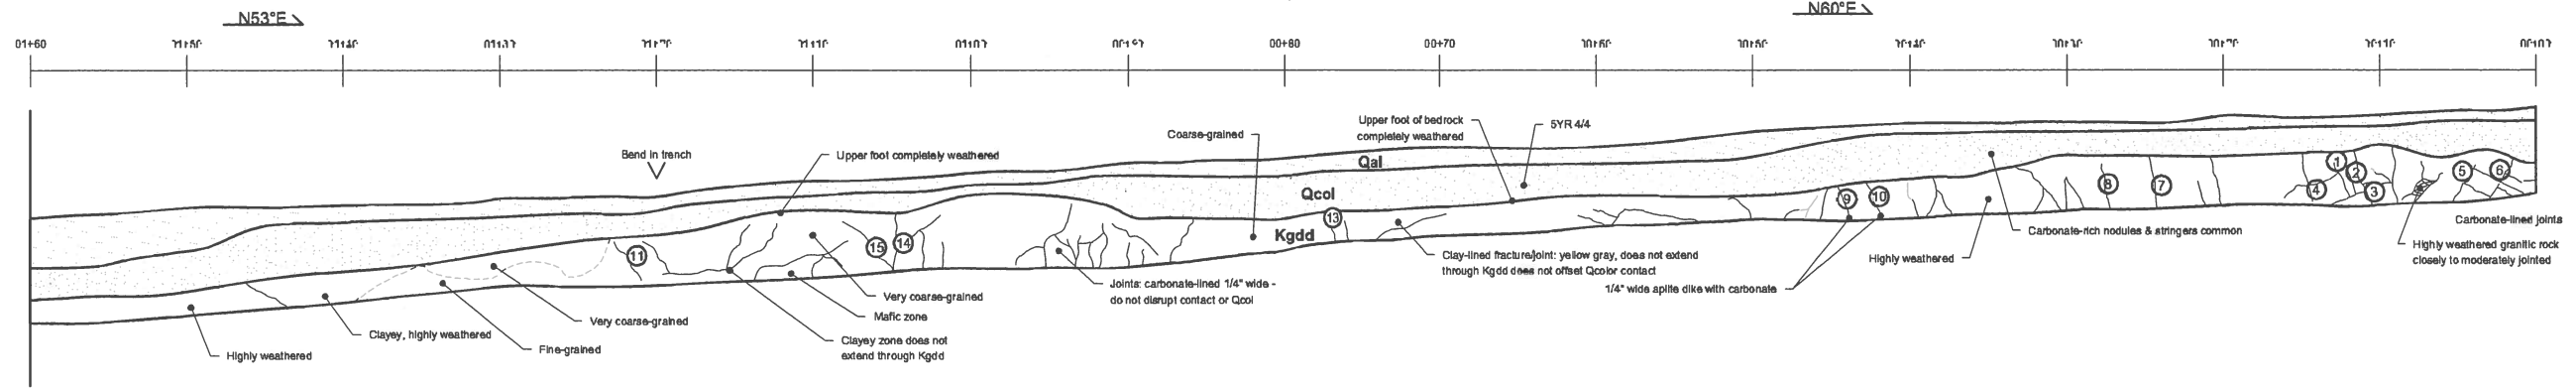 N53°E
N60°E
01+60
00+80
00+70
Bend in trench
Upper foot completely weathered
Coarse-grained
Upper foot of bedrock
completely weathered
5YR 4/4
Qal
Qcol
Kgdd
1
2
3
4
5
6
7
8
9
10
11
13
14
15
Highly weathered
Clayey, highly weathered
Fine-grained
Very coarse-grained
Very coarse-grained
Mafic zone
Clayey zone does not
extend through Kgdd
Joints: carbonate-lined 1/4" wide -
do not disrupt contact or Qcol
Clay-lined fracture/joint: yellow gray, does not extend
through Kgdd does not offset Qcolor contact
1/4" wide aplite dike with carbonate
Highly weathered
Carbonate-rich nodules & stringers common
Carbonate-lined joints
Highly weathered granitic rock
closely to moderately jointed